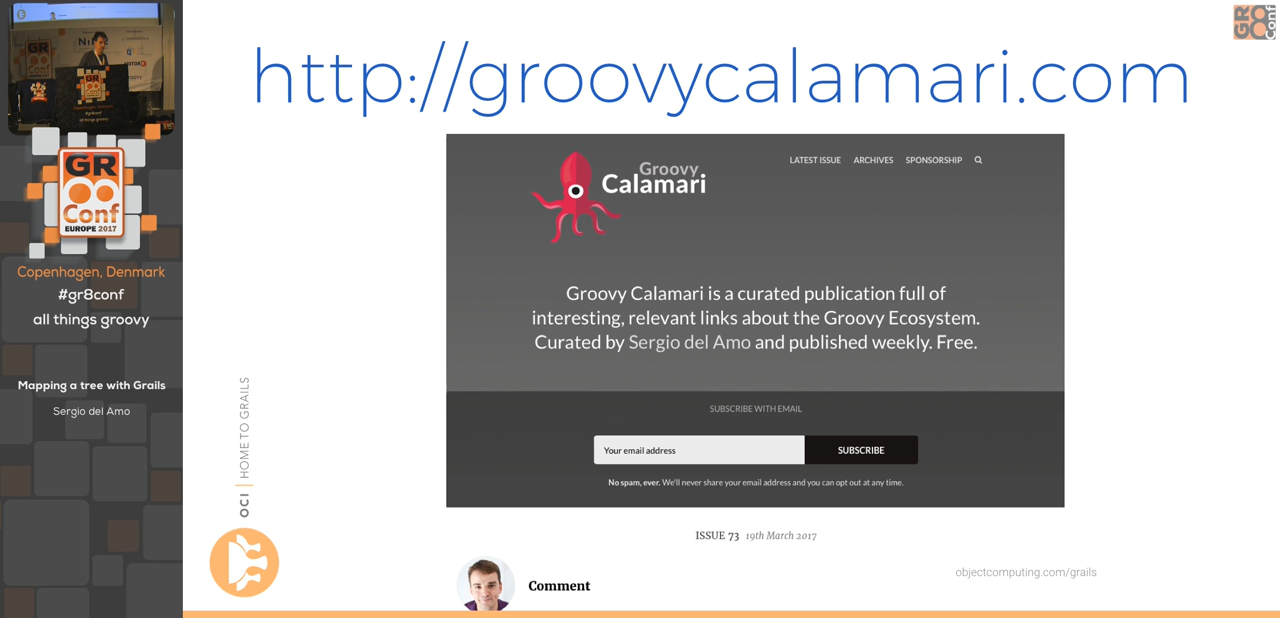 GR
Conf
EUROPE 2017
Copenhagen, Denmark
#gr8conf
all things groovy
Mapping a tree with Grails
Sergio del Amo
http://groovycalamari.com
GR
Conf
Groovy
Calamari
LATEST ISSUE ARCHIVES SPONSORSHIP
Groovy Calamari is a curated publication full of
interesting, relevant links about the Groovy Ecosystem.
Curated by Sergio del Amo and published weekly. Free.
SUBSCRIBE WITH EMAIL
Your email address SUBSCRIBE
No spam, ever. We'll never share your email address and you can opt out at any time.
ISSUE 73 19th March 2017
Comment
OCI | HOME TO GRAILS
objectcomputing.com/grails